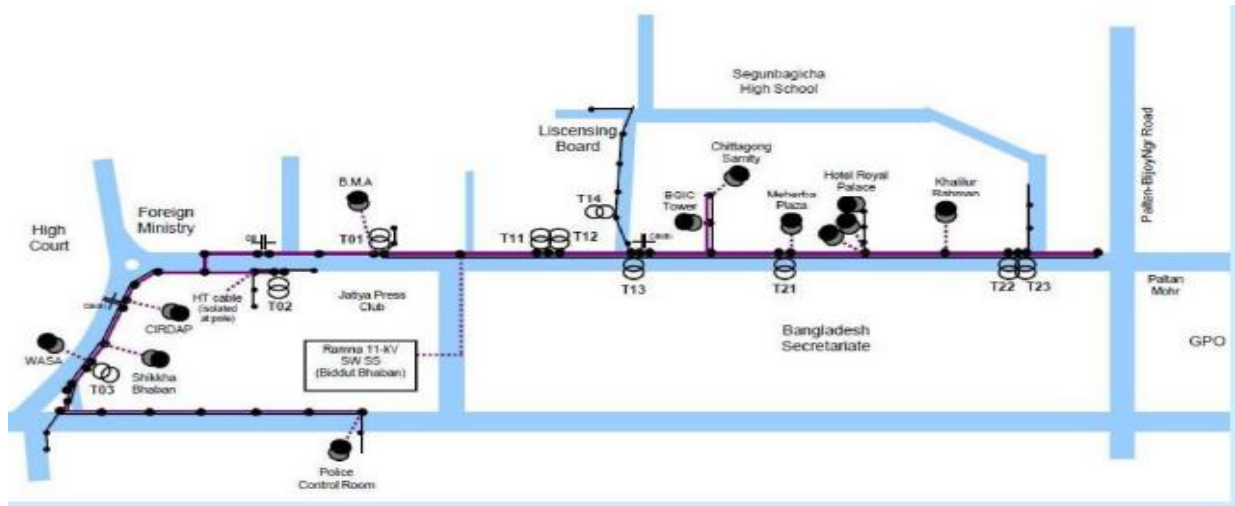 Segunbagicha
High School
Liscensing
Board
Chittagong
Samity
Hotel Royal
Palace
B.M.A
T14
BGIC
Tower
Meherba
Plaza
Khalilur
Rahman
Paltan-BijoyNgr Road
Foreign
Ministry
High
Court
T01
T11
T12
T13
T21
T22
T23
HT cable
(isolated
at pole)
T02
Jatiya Press
Club
Paltan
Mohr
CIRDAP
Bangladesh
Secretariate
GPO
Ramna 11-kV
SW SS
(Biddut Bhaban)
WASA
T03
Shikkha
Bhaban
Police
Control Room